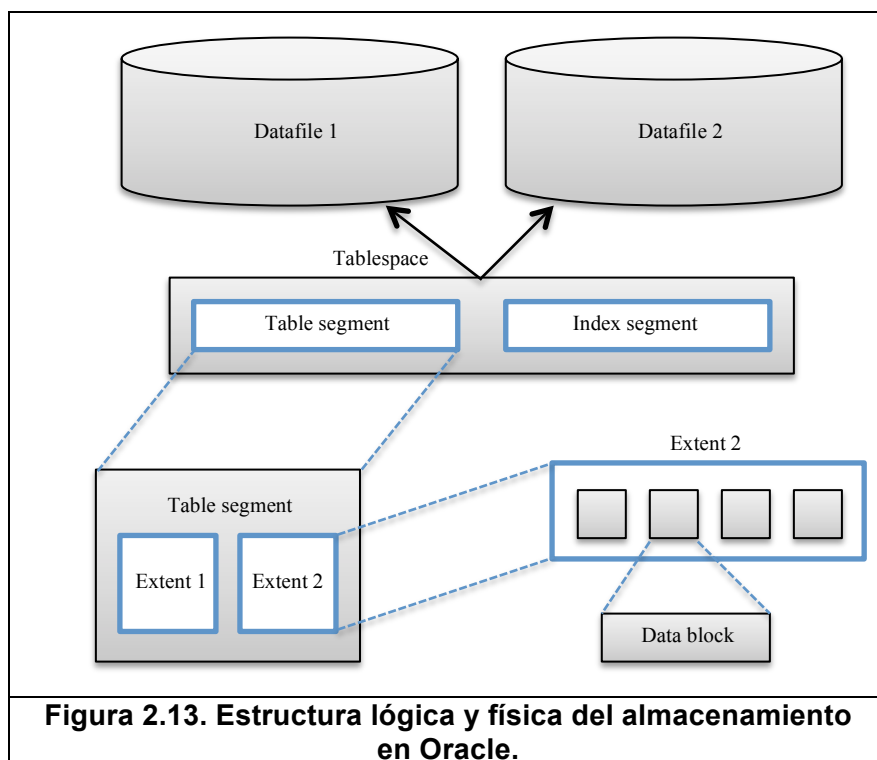 Datafile 1
Datafile 2
Tablespace
Table segment
Index segment
Extent 2
Table segment
Extent 1
Extent 2
Data block
Figura 2.13. Estructura lógica y física del almacenamiento
en Oracle.